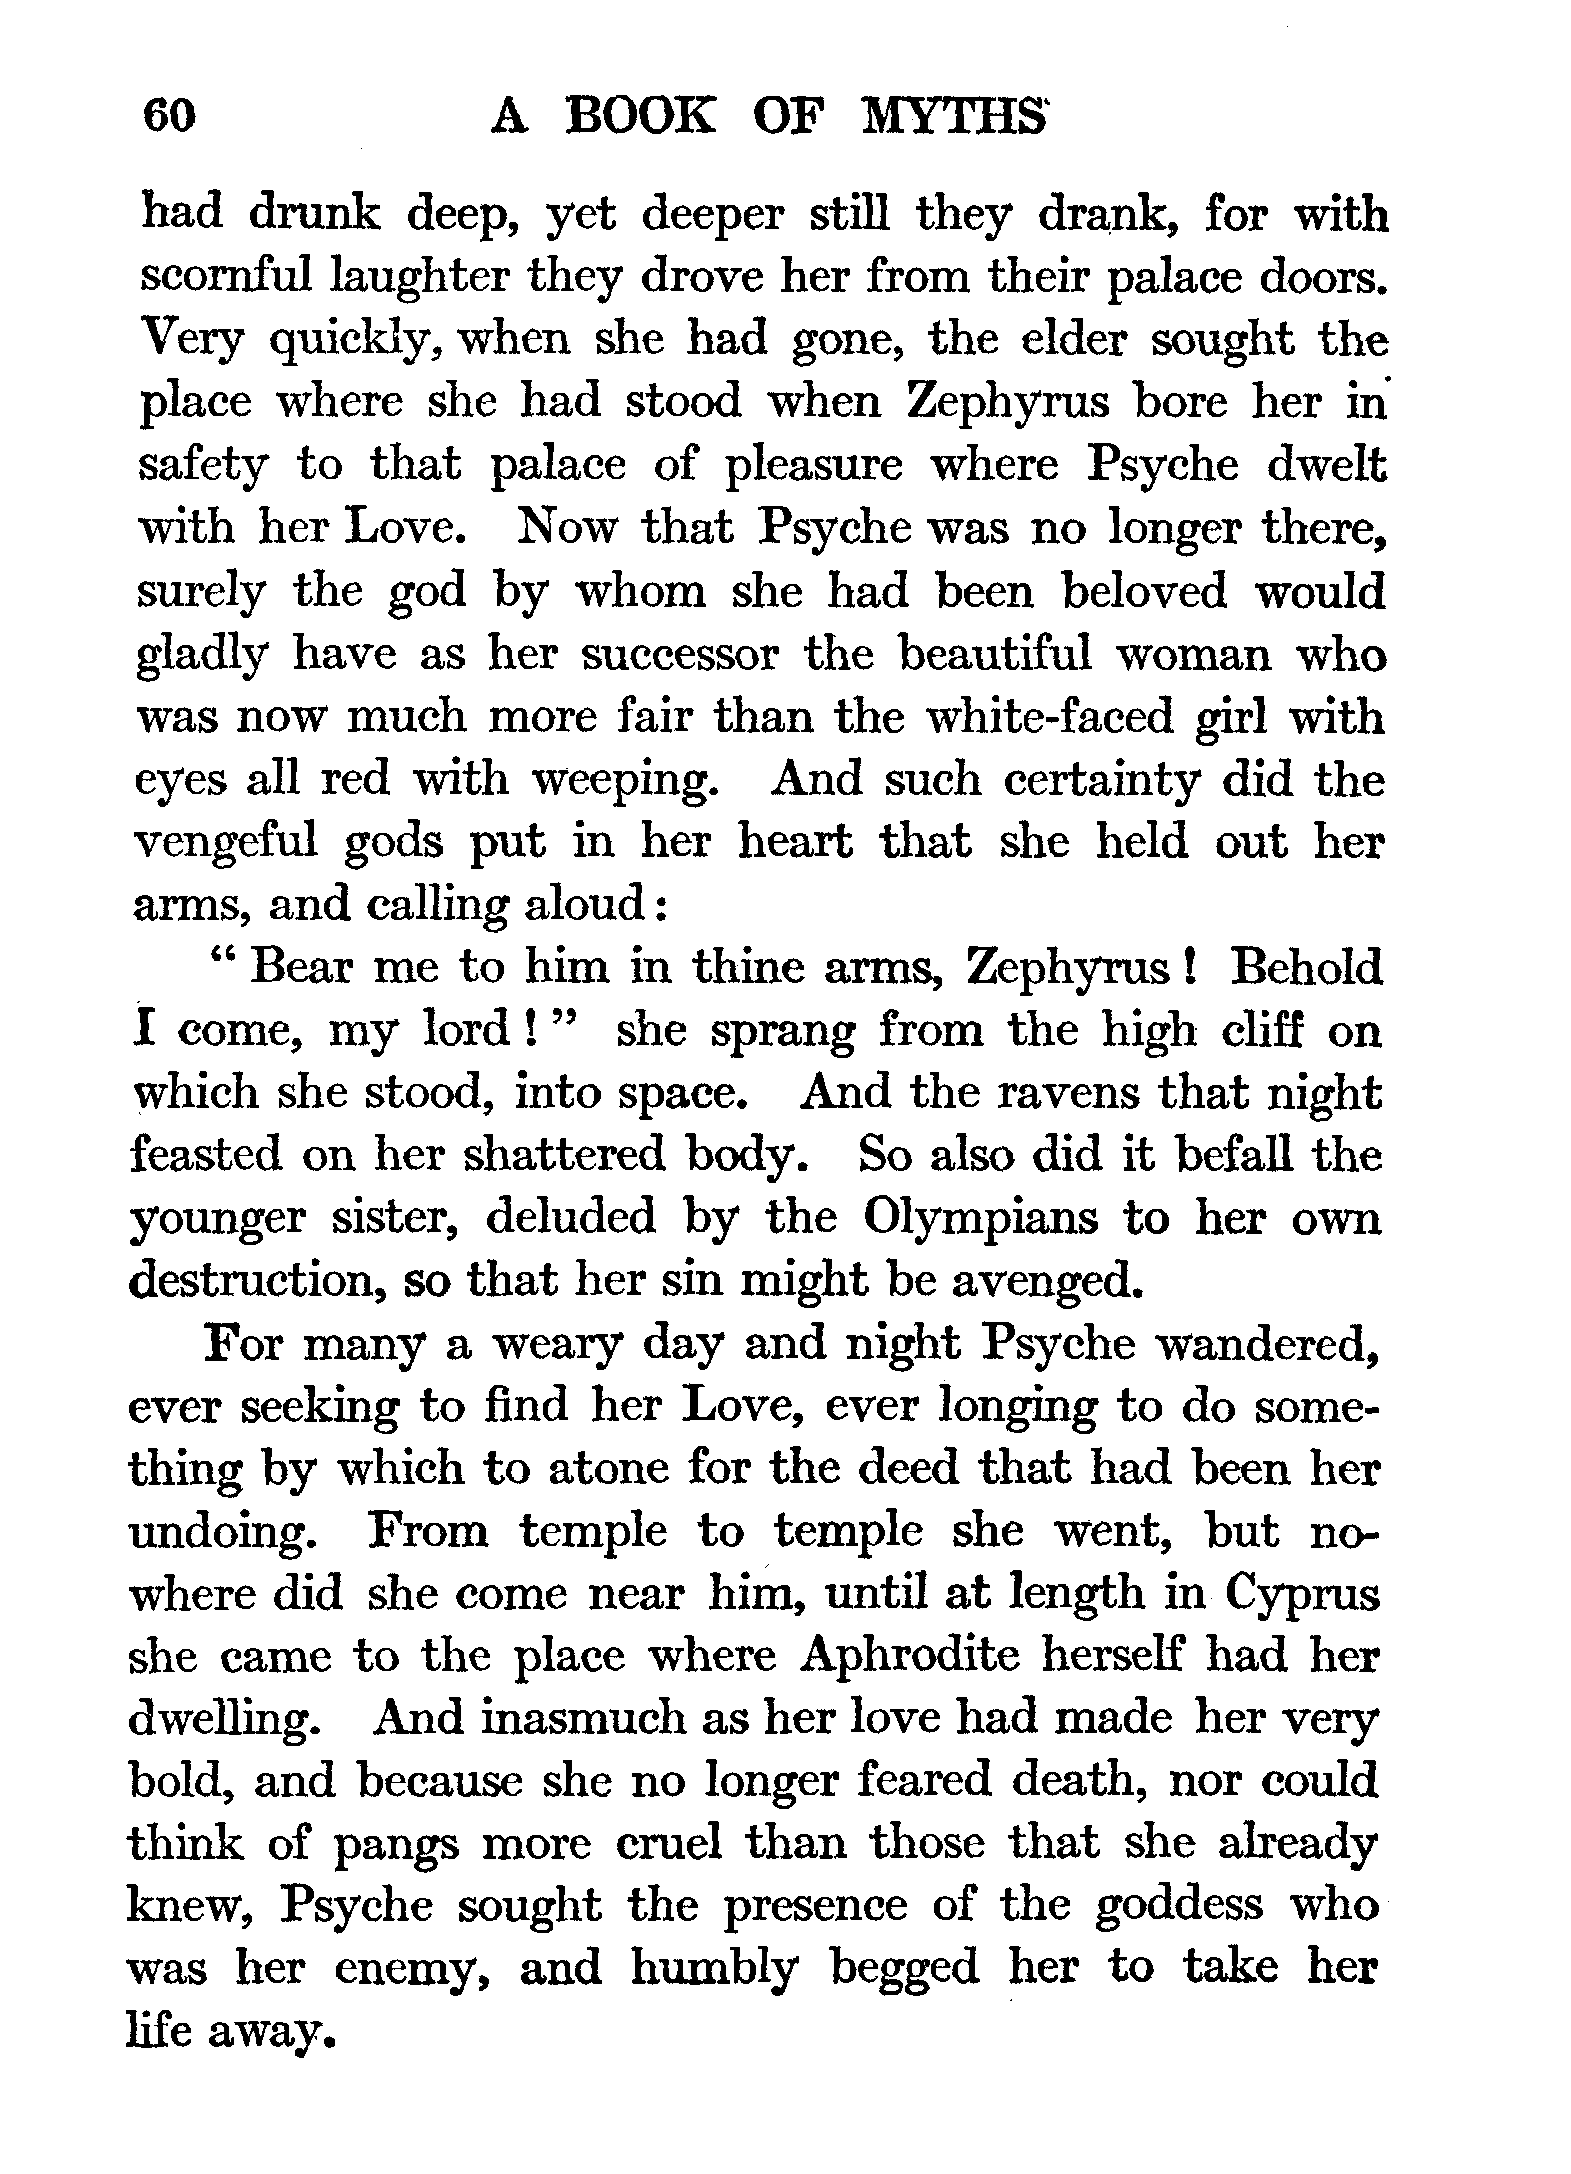 60 A BOOK OF MYTHS
had drunk deep, yet deeper still they drank, for with
scornful laughter they drove her from their palace doors.
Very quickly, when she had gone, the elder sought the
place where she had stood when Zephyrus bore her in
safety to that palace of pleasure where Psyche dwelt
with her Love. Now that Psyche was no longer there,
surely the god by whom she had been beloved would
gladly have as her successor the beautiful woman who
was now much more fair than the white-faced girl with
eyes all red with weeping. And such certainty did the
vengeful gods put in her heart that she held out her
arms, and calling aloud :
“ Bear me to him in thine arms, Zephyrus ! Behold
I come, my lord ! ” she sprang from the high cliff on
which she stood, into space. And the ravens that night
feasted on her shattered body. So also did it befall the
younger sister, deluded by the Olympians to her own
destruction, so that her sin might be avenged.
For many a weary day and night Psyche wandered,
ever seeking to find her Love, ever longing to do some-
thing by which to atone for the deed that had been her
undoing. From temple to temple she went, but no-
where did she come near him, until at length in Cyprus
she came to the place where Aphrodite herself had her
dwelling. And inasmuch as her love had made her very
bold, and because she no longer feared death, nor could
think of pangs more cruel than those that she already
knew, Psyche sought the presence of the goddess who
was her enemy, and humbly begged her to take her
life away.